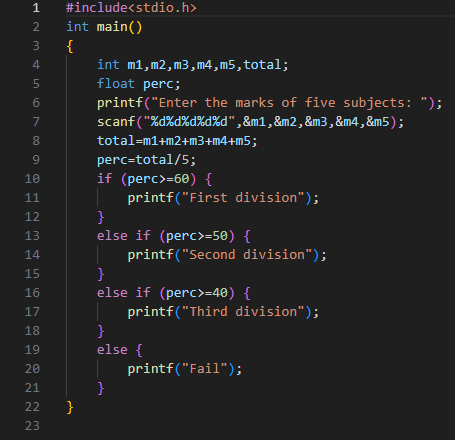 1 #include<stdio.h>
2 int main()
3 {
4     int m1,m2,m3,m4,m5,total;
5     float perc;
6     printf("Enter the marks of five subjects: ");
7     scanf("%d%d%d%d%d",&m1,&m2,&m3,&m4,&m5);
8     total=m1+m2+m3+m4+m5;
9     perc=total/5;
10     if (perc>=60) {
11         printf("First division");
12     }
13     else if (perc>=50) {
14         printf("Second division");
15     }
16     else if (perc>=40) {
17         printf("Third division");
18     }
19     else {
20         printf("Fail");
21     }
22 }
23